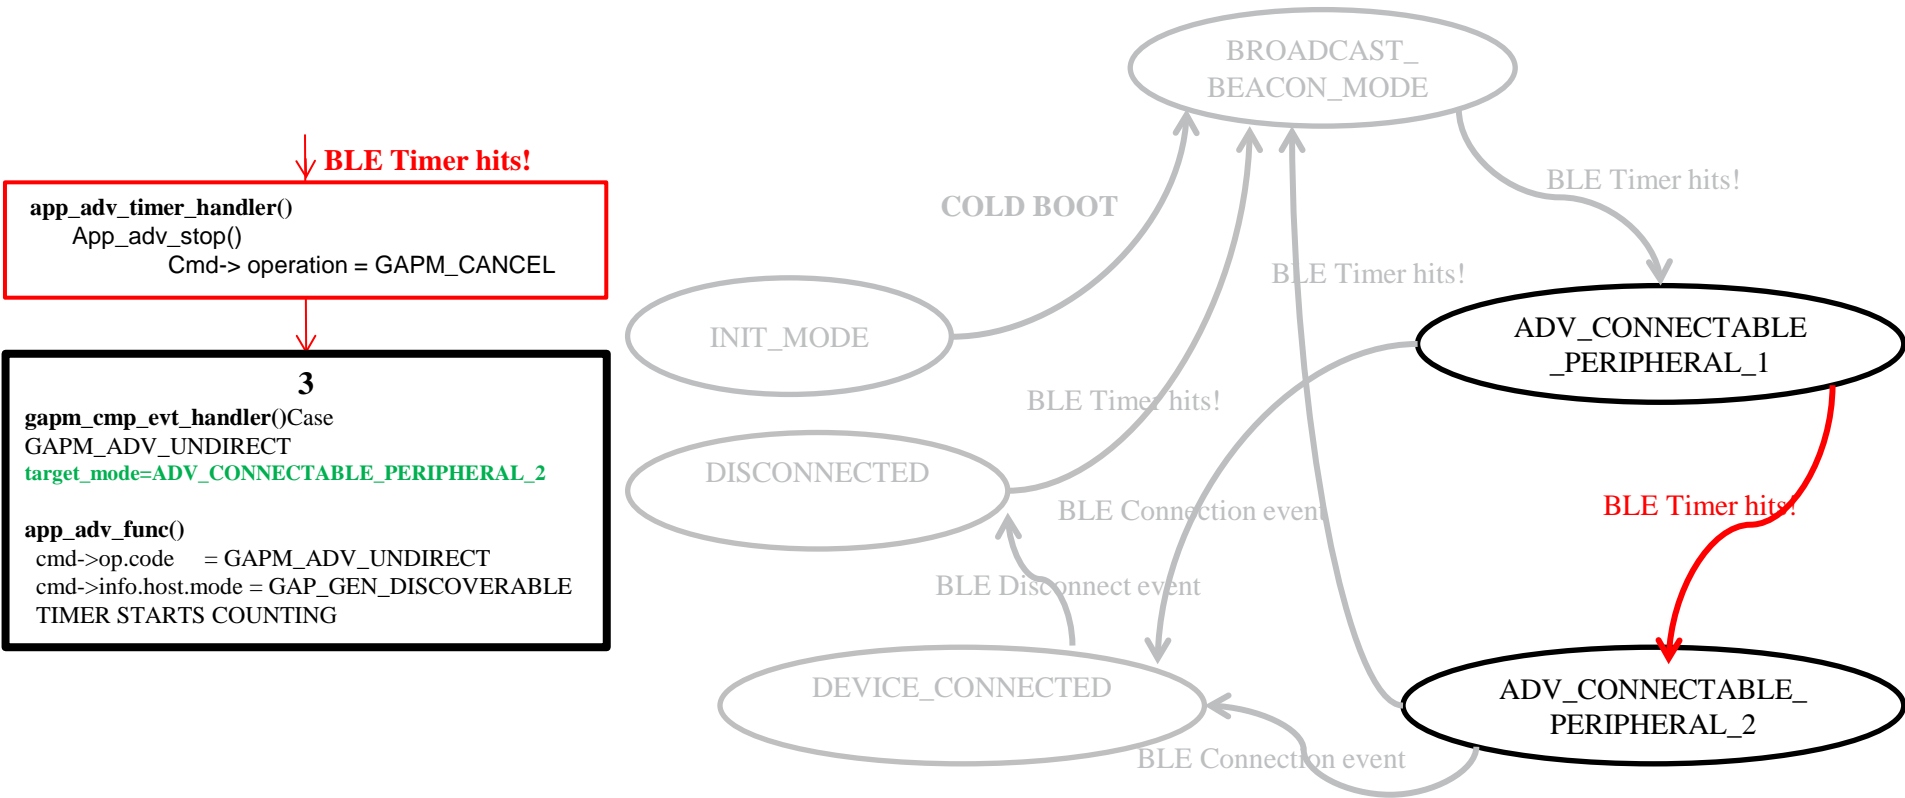 BLE Timer hits!
app_adv_timer_handler()
App_adv_stop()
Cmd-> operation = GAPM_CANCEL
3
gapm_cmp_evt_handler()Case
GAPM_ADV_UNDIRECT
target_mode=ADV_CONNECTABLE_PERIPHERAL_2
app_adv_func()
cmd->op.code = GAPM_ADV_UNDIRECT
cmd->info.host.mode = GAP_GEN_DISCOVERABLE
TIMER STARTS COUNTING
BROADCAST_
BEACON_MODE
BLE Timer hits!
COLD BOOT
BLE Timer hits!
INIT_MODE
ADV_CONNECTABLE
_PERIPHERAL_1
BLE Timer hits!
DISCONNECTED
BLE Connection event
BLE Timer hits!
BLE Disconnect event
DEVICE_CONNECTED
ADV_CONNECTABLE_
PERIPHERAL_2
BLE Connection event